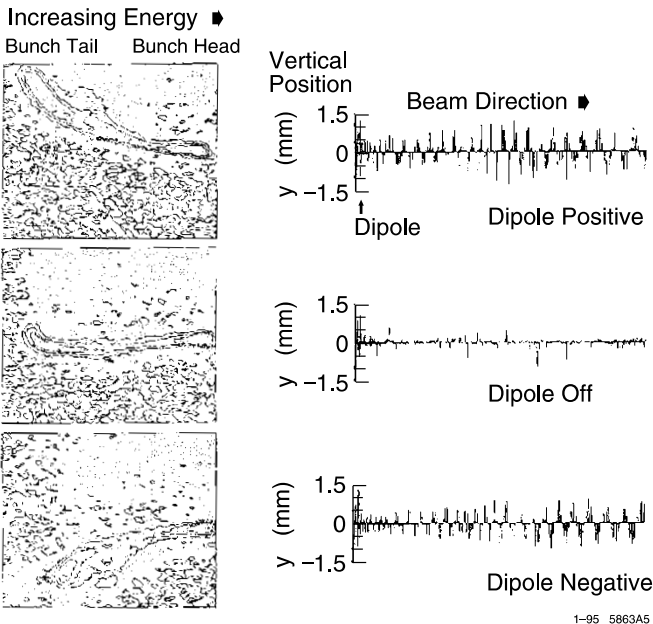 Increasing Energy ➧
Bunch Tail Bunch Head
Vertical
Position
Beam Direction ➧
1.5
0
–1.5
y (mm)
Dipole
Dipole Positive
1.5
0
–1.5
y (mm)
Dipole Off
1.5
0
–1.5
y (mm)
Dipole Negative
1–95 5863A5